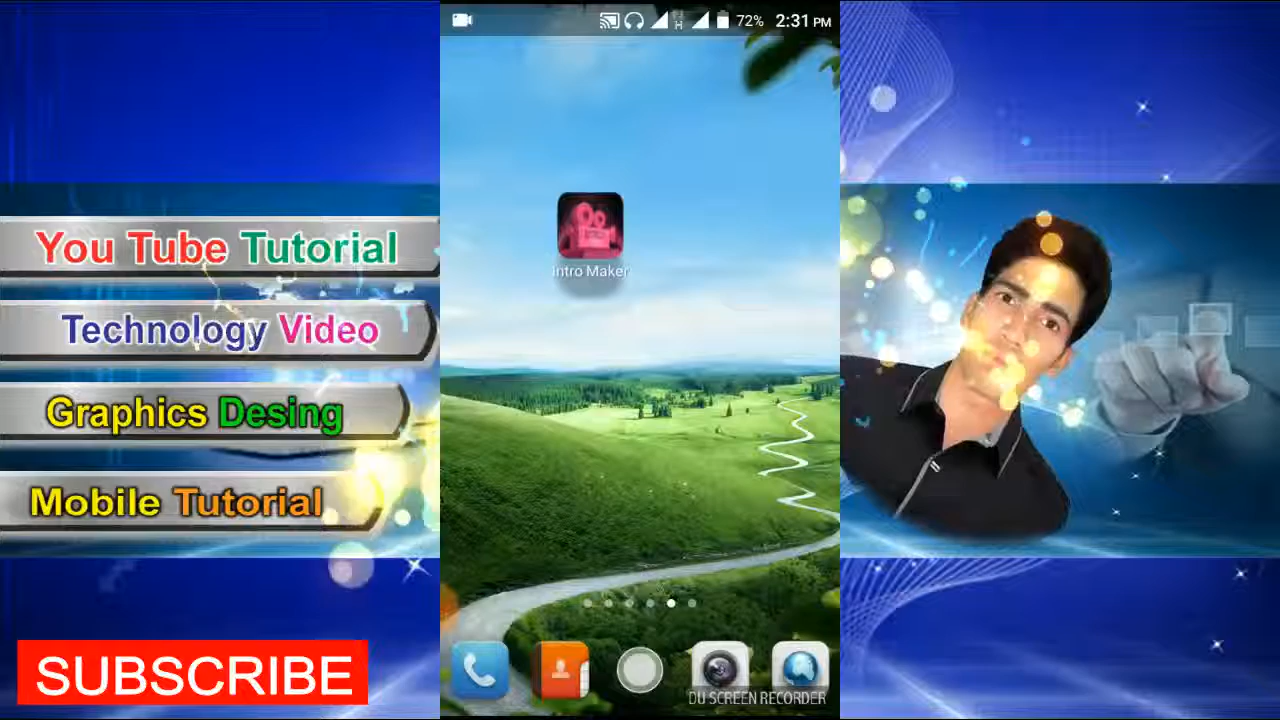 72% 2:31 PM
You Tube Tutorial
Technology Video
Graphics Desing
Mobile Tutorial
SUBSCRIBE
Intro Maker
DU SCREEN RECORDER